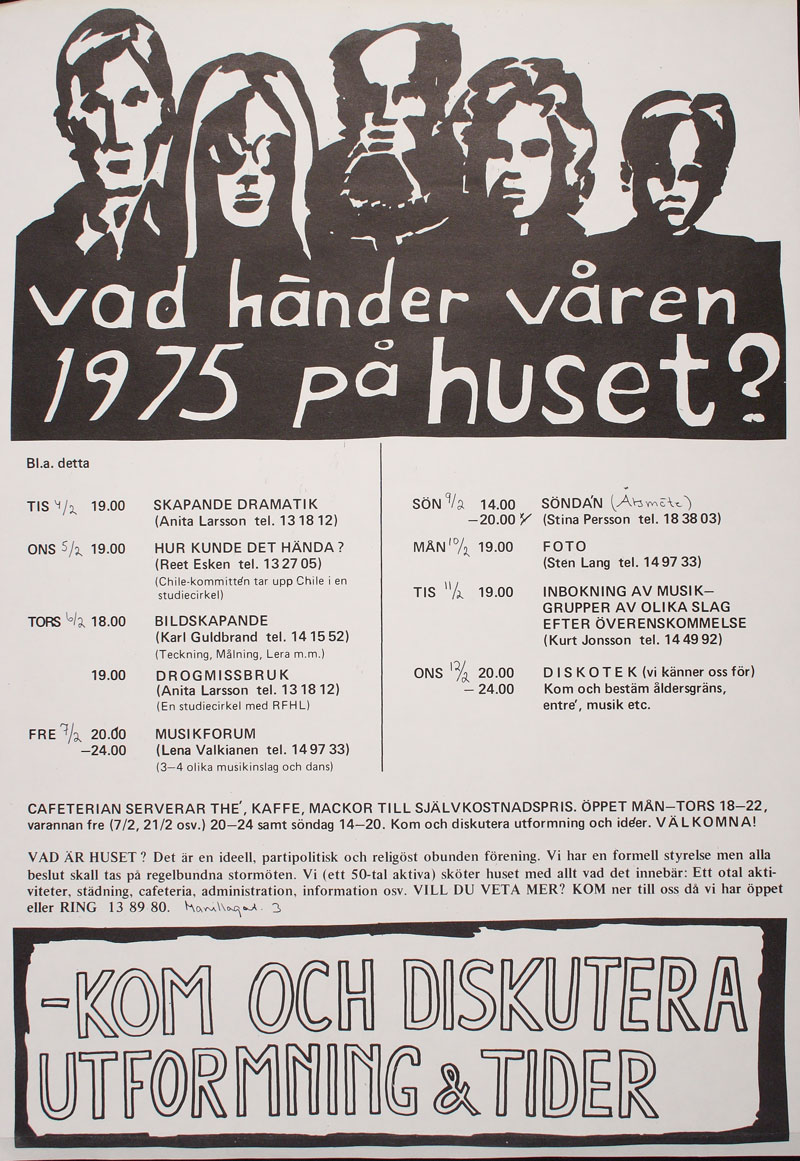 vad händer våren
1975 på huset?
Bl.a. detta
TIS 4/2 19.00 SKAPANDE DRAMATIK
(Anita Larsson tel. 13 18 12)
ONS 5/2 19.00 HUR KUNDE DET HÄNDA?
(Reet Esken tel. 13 27 05)
(Chile-kommittén tar upp Chile i en
studiecirkel)
TORS 6/2 18.00 BILDSKAPANDE
(Karl Guldbrand tel. 14 15 52)
(Teckning, Målning, Lera m.m.)
19.00 DROGMISSBRUK
(Anita Larsson tel. 13 18 12)
(En studiecirkel med RFHL)
FRE 7/2 20.00 MUSIKFORUM
–24.00 (Lena Valkianen tel. 14 97 33)
(3–4 olika musikinslag och dans)
SÖN 9/2 14.00 SÖNDA'N (Årsmöte)
–20.00 (Stina Persson tel. 18 38 03)
MÅN 10/2 19.00 FOTO
(Sten Lang tel. 14 97 33)
TIS 11/2 19.00 INBOKNING AV MUSIK–
GRUPPER AV OLIKA SLAG
EFTER ÖVERENSKOMMELSE
(Kurt Jonsson tel. 14 49 92)
ONS 12/2 20.00 DISKOTEK (vi känner oss för)
– 24.00 Kom och bestäm åldersgräns,
entre', musik etc.
CAFETERIAN SERVERAR THE', KAFFE, MACKOR TILL SJÄLVKOSTNADSPRIS. ÖPPET MÅN–TORS 18–22,
varannan fre (7/2, 21/2 osv.) 20–24 samt söndag 14–20. Kom och diskutera utformning och idéer. VÄLKOMNA!
VAD ÄR HUSET? Det är en ideell, partipolitisk och religöst obunden förening. Vi har en formell styrelse men alla
beslut skall tas på regelbundna stormöten. Vi (ett 50-tal aktiva) sköter huset med allt vad det innebär: Ett otal akti-
viteter, städning, cafeteria, administration, information osv. VILL DU VETA MER? KOM ner till oss då vi har öppet
eller RING 13 89 80. Manillagat. 3
–KOM OCH DISKUTERA
UTFORMNING & TIDER